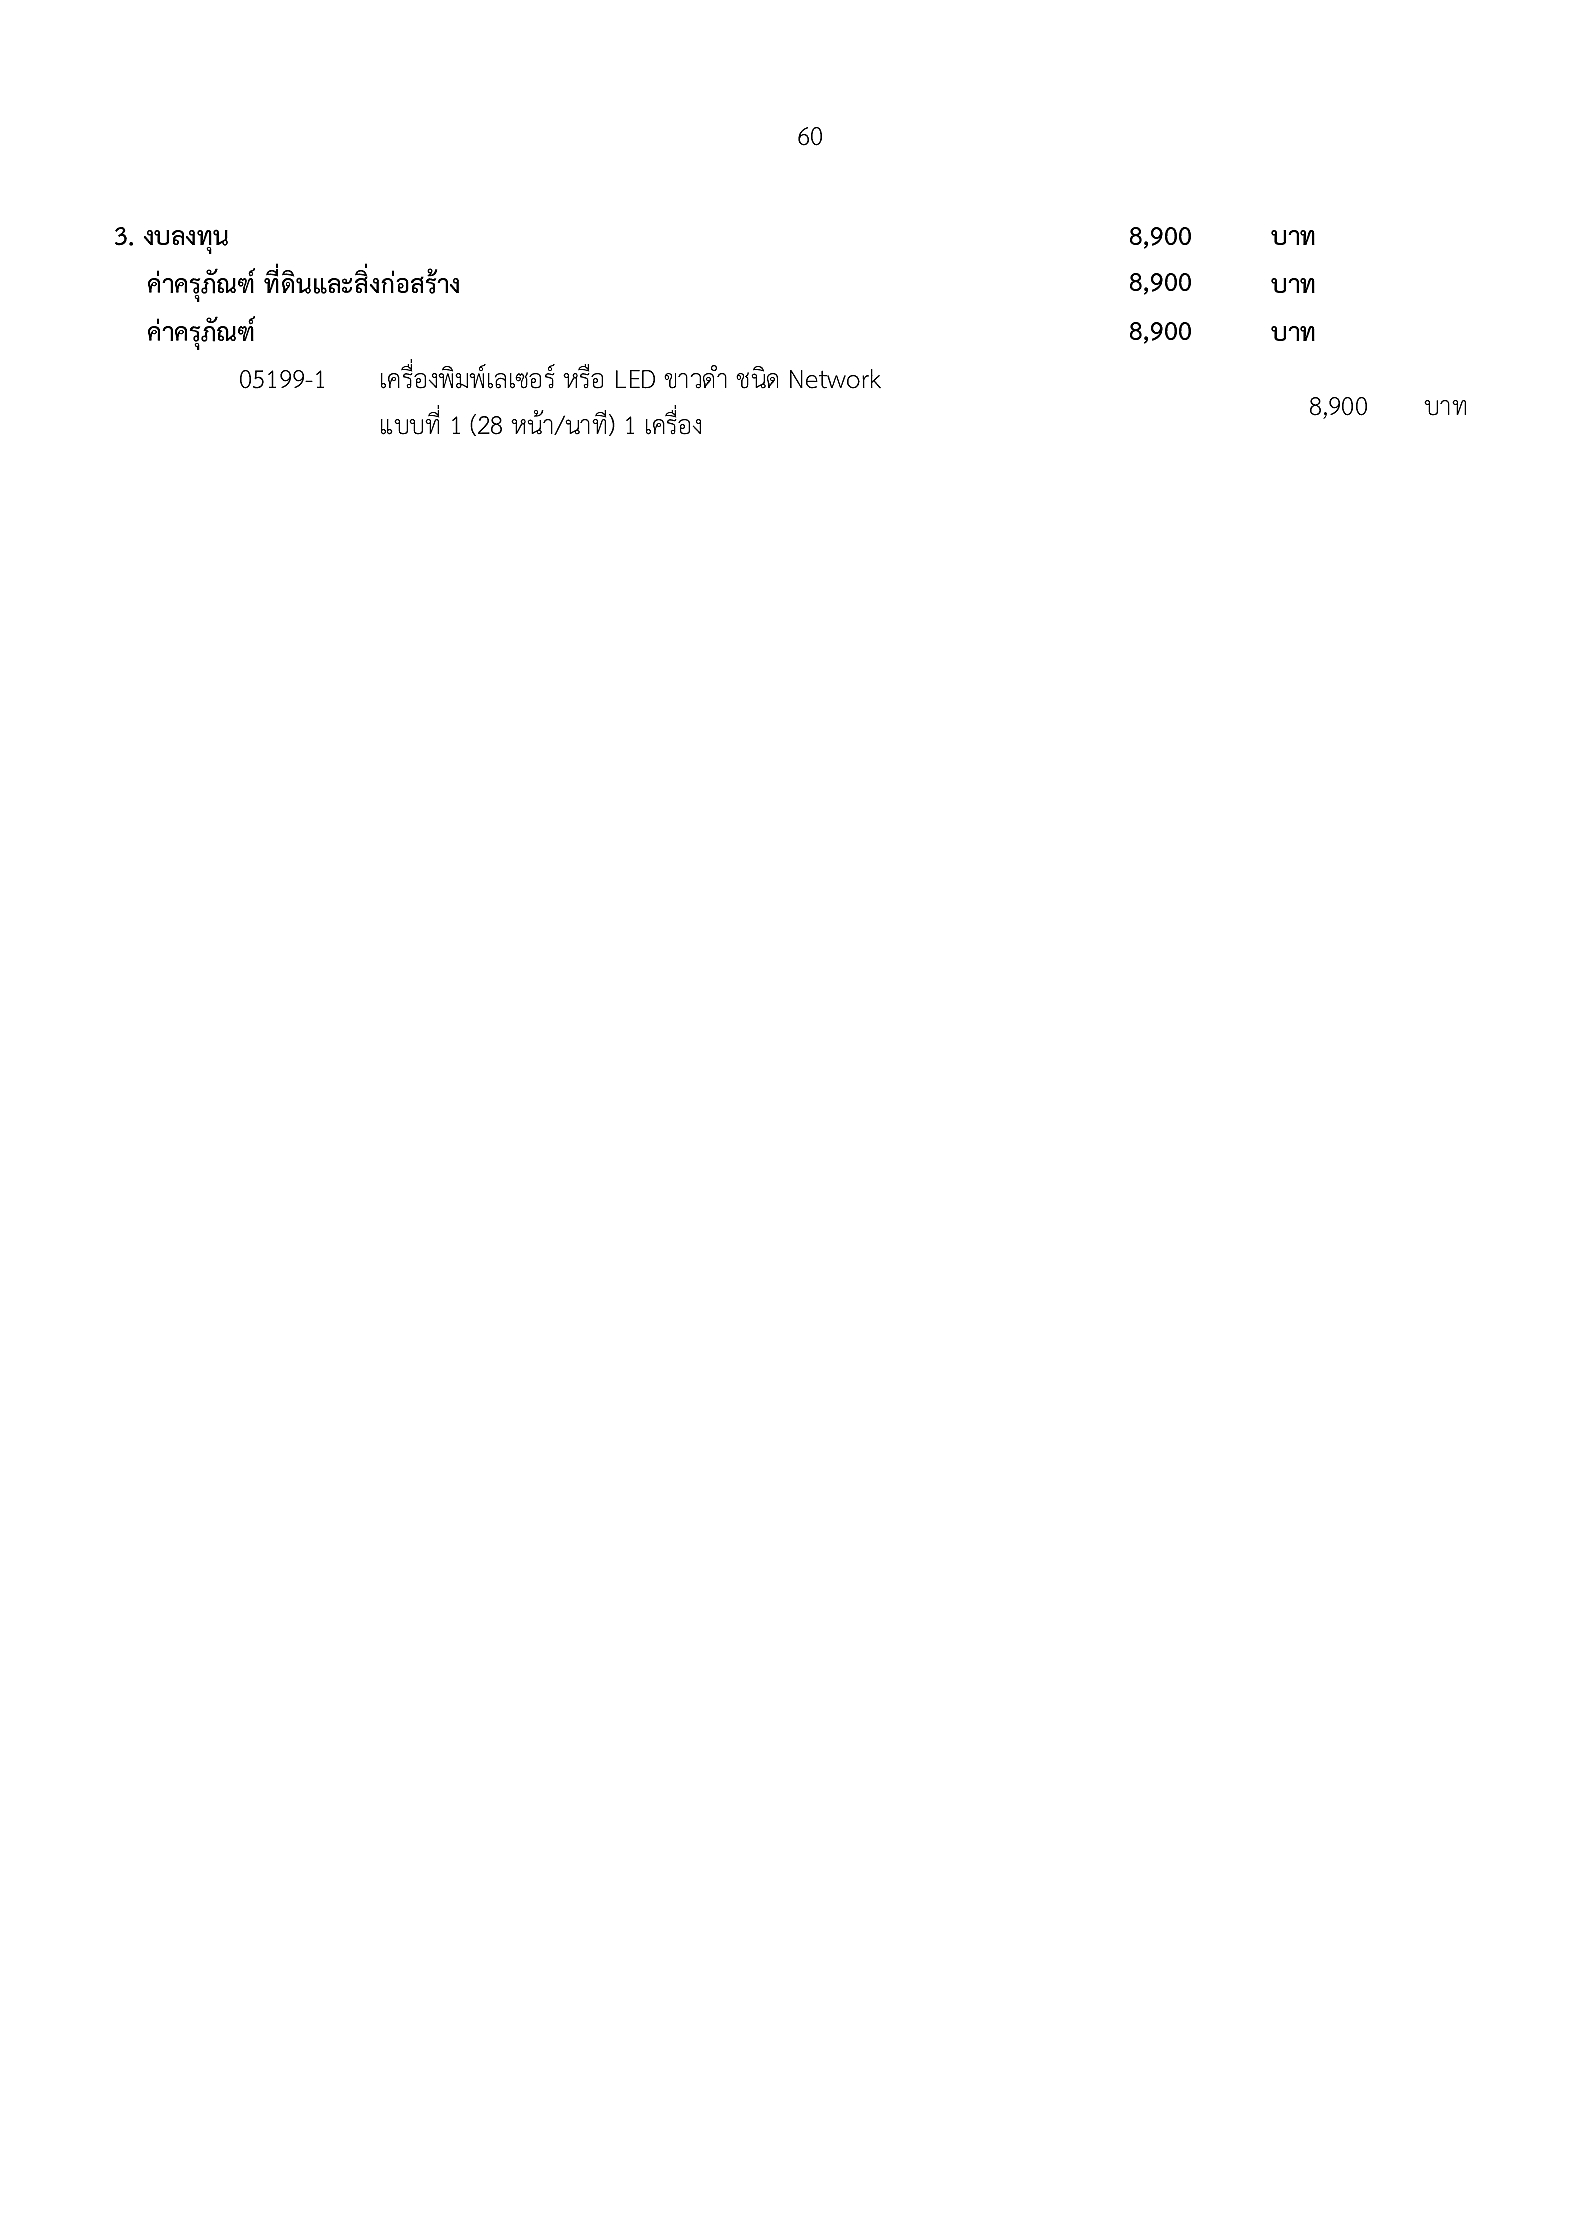 60
3. งบลงทุน 8,900 บาท
ค่าครุภัณฑ์ ที่ดินและสิ่งก่อสร้าง 8,900 บาท
ค่าครุภัณฑ์ 8,900 บาท
05199-1 เครื่องพิมพ์เลเซอร์ หรือ LED ขาวดำ ชนิด Network
แบบที่ 1 (28 หน้า/นาที) 1 เครื่อง 8,900 บาท